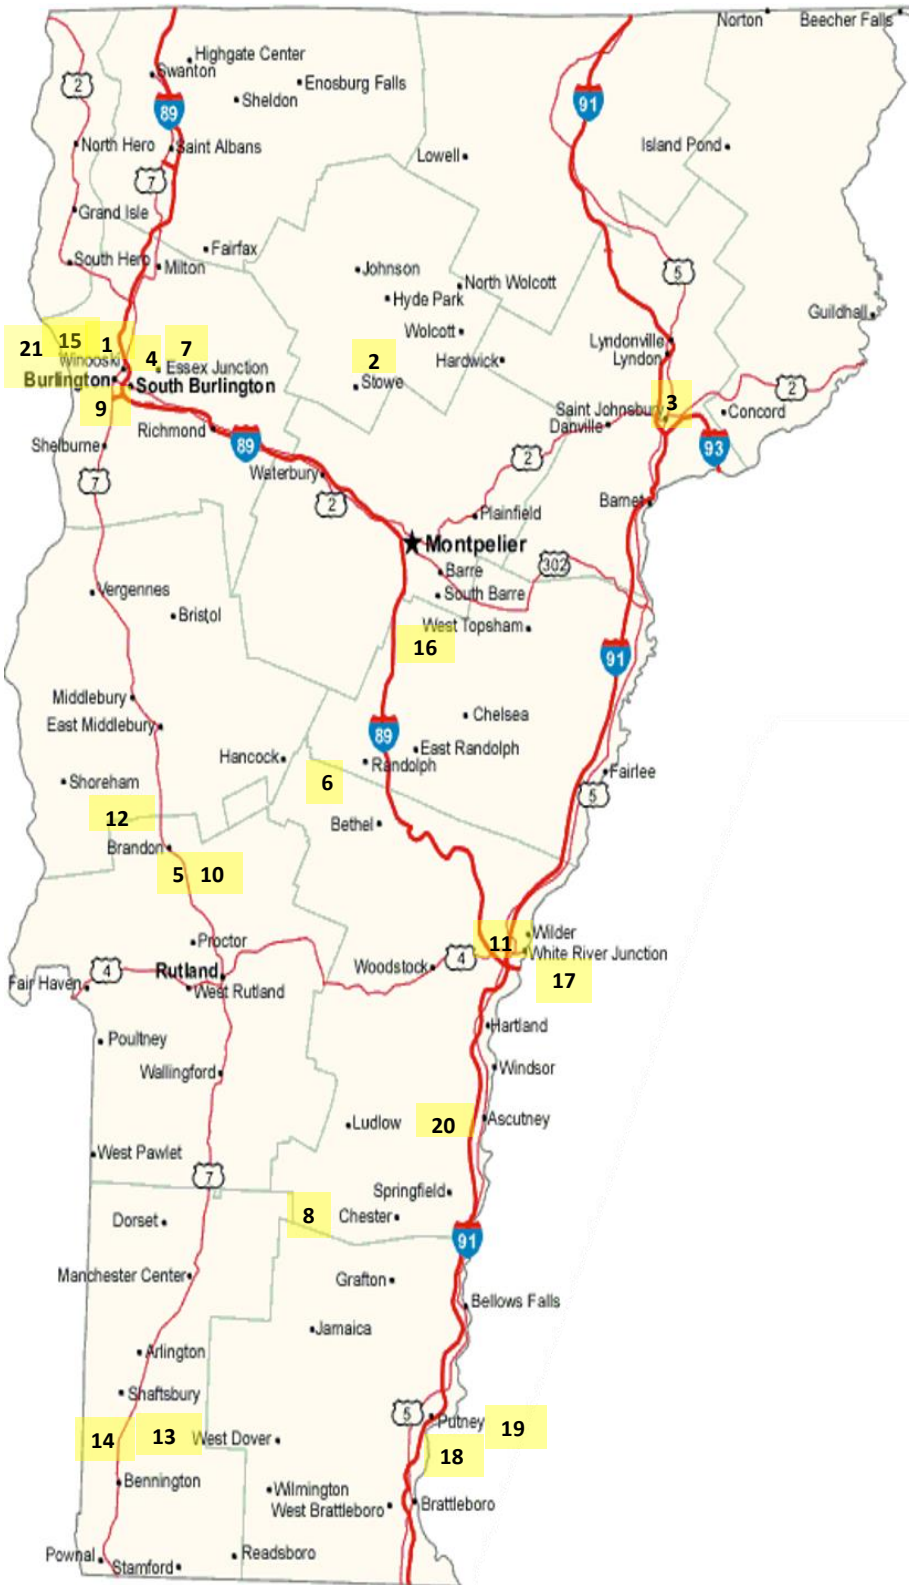 Norton
Beecher Falls
Highgate Center
Swanton
Enosburg Falls
2
Sheldon
89
91
North Hero
Saint Albans
Island Pond
Lowell
7
Grand Isle
Fairfax
South Hero
Milton
Johnson
5
North Wolcott
Hyde Park
Guildhall
Wolcott
Lyndonville
21
15
1
4
7
2
Hardwick
Lyndon
Winooski
Essex Junction
Burlington
South Burlington
Stowe
2
9
3
Saint Johnsbury
Concord
Danville
Richmond
Shelburne
89
93
2
Waterbury
7
2
Barnet
Plainfield
Montpelier
302
Barre
Vergennes
South Barre
Bristol
West Topsham
16
91
Middlebury
Chelsea
East Middlebury
89
East Randolph
Hancock
Randolph
Fairlee
Shoreham
6
5
12
Bethel
Brandon
5
10
Wilder
Proctor
11
White River Junction
4
Rutland
Woodstock
4
17
Fair Haven
West Rutland
Hartland
Poultney
Windsor
Wallingford
Ludlow
20
Ascutney
West Pawlet
7
Springfield
8
Chester
Dorset
91
Manchester Center
Grafton
Bellows Falls
Jamaica
Arlington
Shaftsbury
5
Putney
19
14
13
West Dover
18
Bennington
Wilmington
West Brattleboro
Brattleboro
Pownal
Stamford
Readsboro